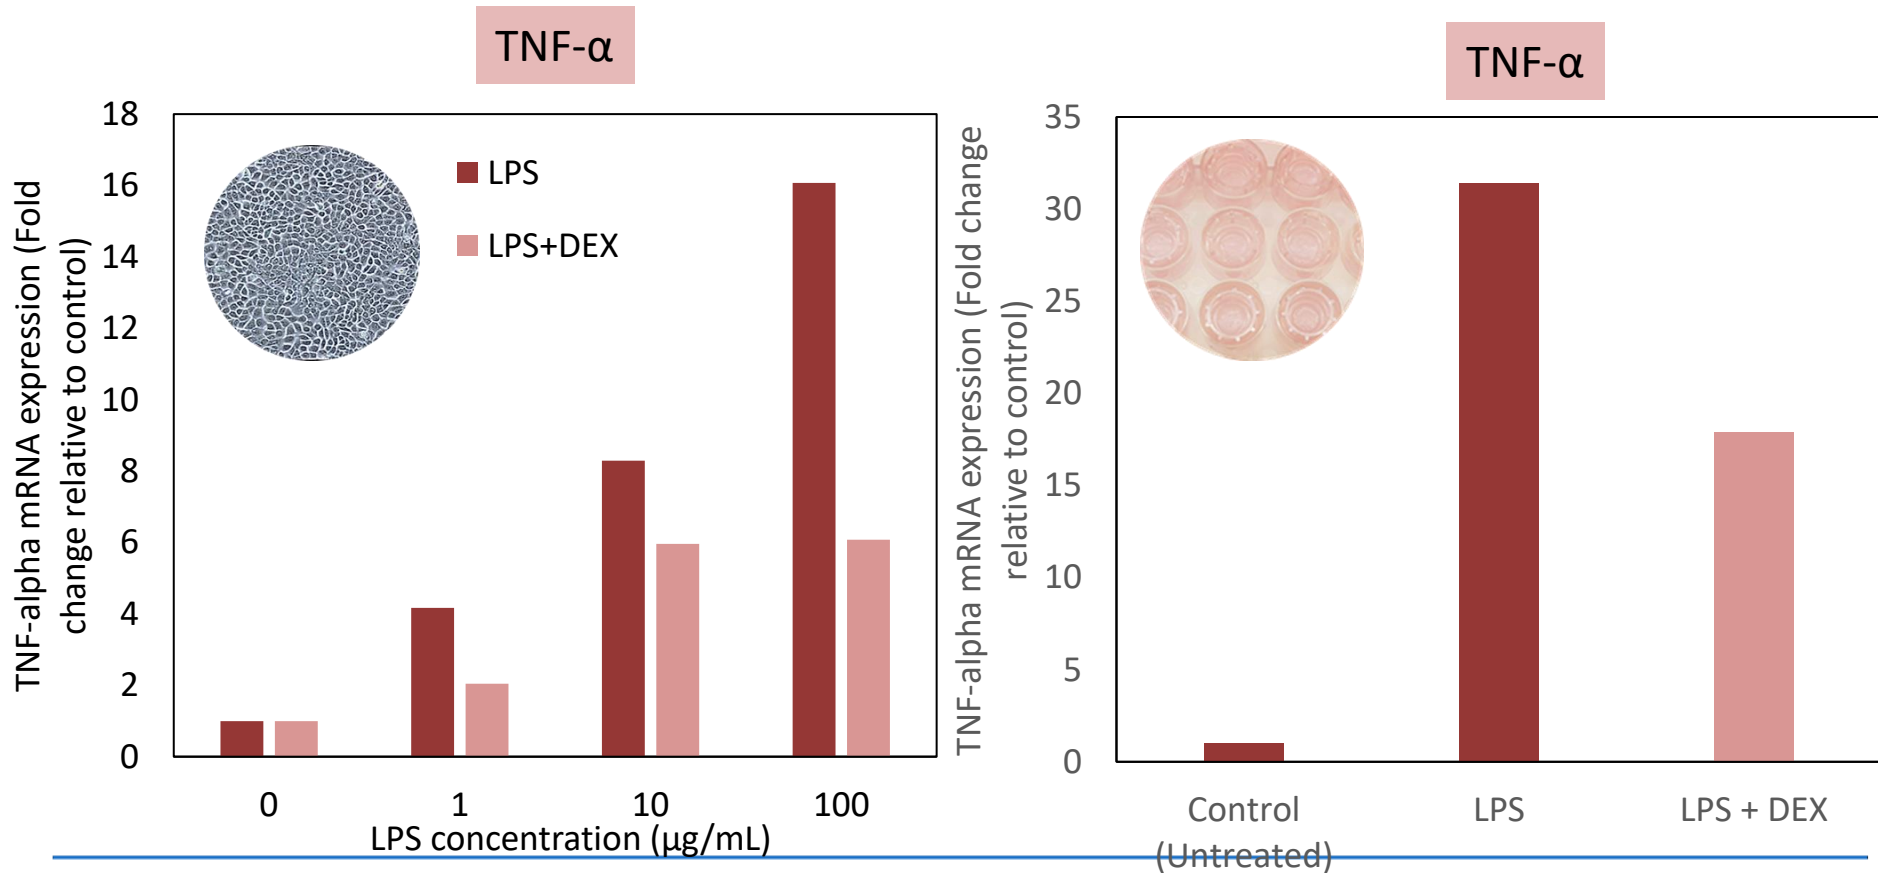 TNF-α
TNF-alpha mRNA expression (Fold
change relative to control)
18
16
14
12
10
8
6
4
2
0
LPS
LPS+DEX
0 1 10 100
LPS concentration (µg/mL)
TNF-α
TNF-alpha mRNA expression (Fold change
relative to control)
35
30
25
20
15
10
5
0
Control
(Untreated)
LPS
LPS + DEX